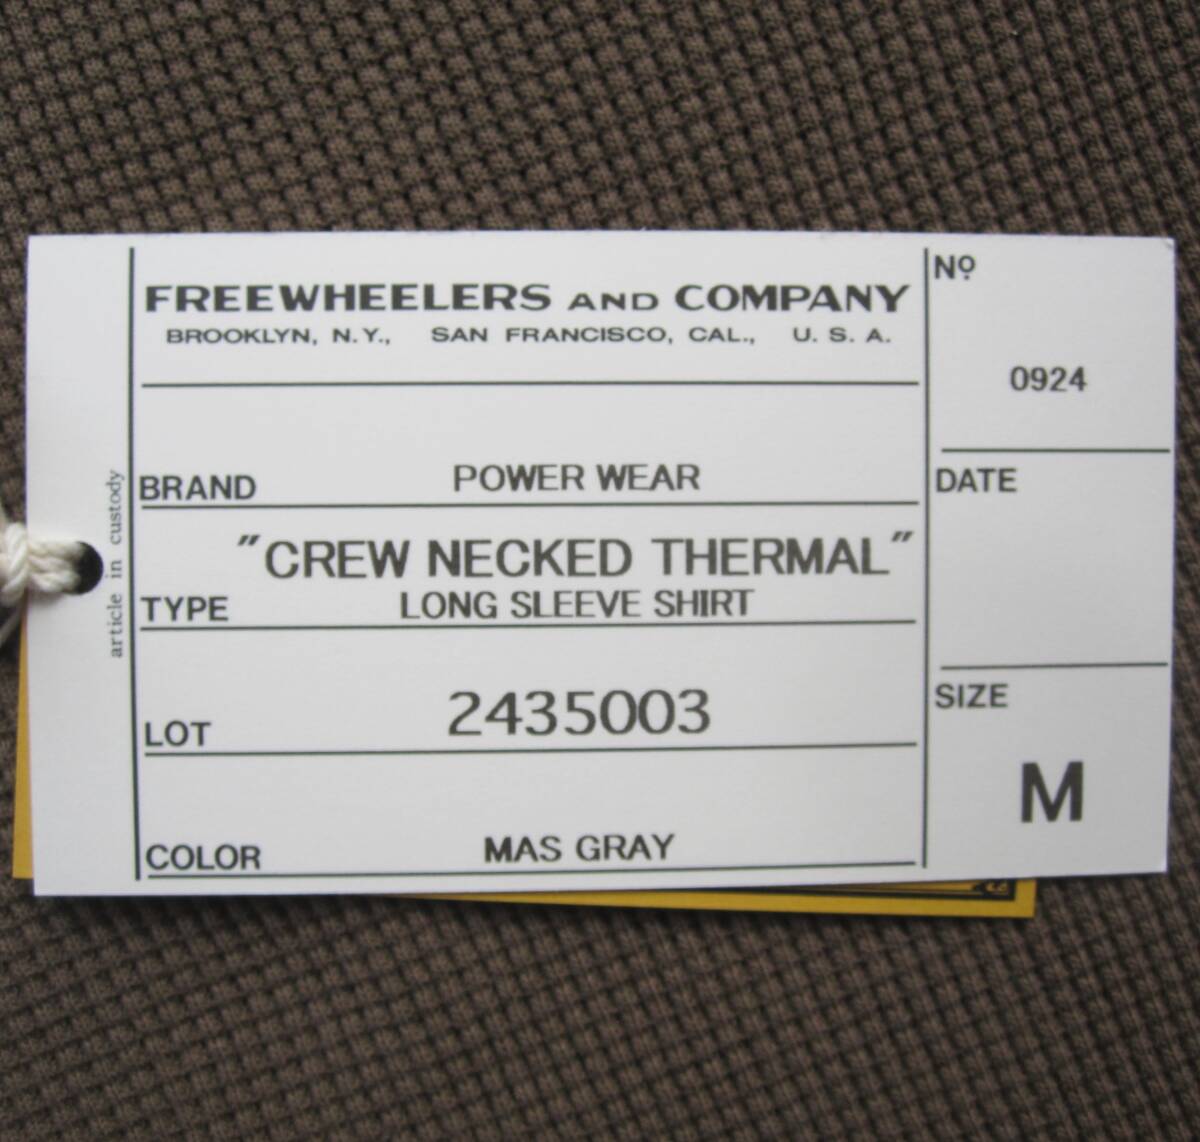 FREEWHEELERS AND COMPANY
BROOKLYN, N.Y., SAN FRANCISCO, CAL., U. S. A.
BRAND POWER WEAR
"CREW NECKED THERMAL"
TYPE LONG SLEEVE SHIRT
LOT 2435003
COLOR MAS GRAY
Nº
0924
DATE
SIZE
M
article in custody